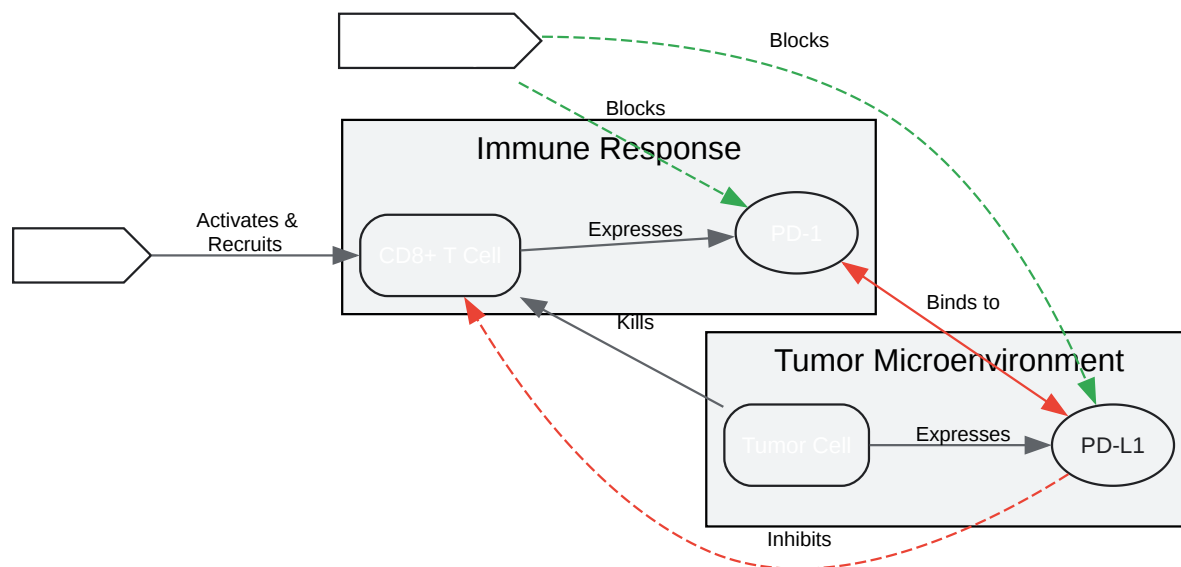 Blocks
Blocks
Immune Response
Activates &
Recruits
CD8+ T Cell
Expresses
PD-1
Binds to
Kills
Tumor Microenvironment
Tumor Cell
Expresses
PD-L1
Inhibits